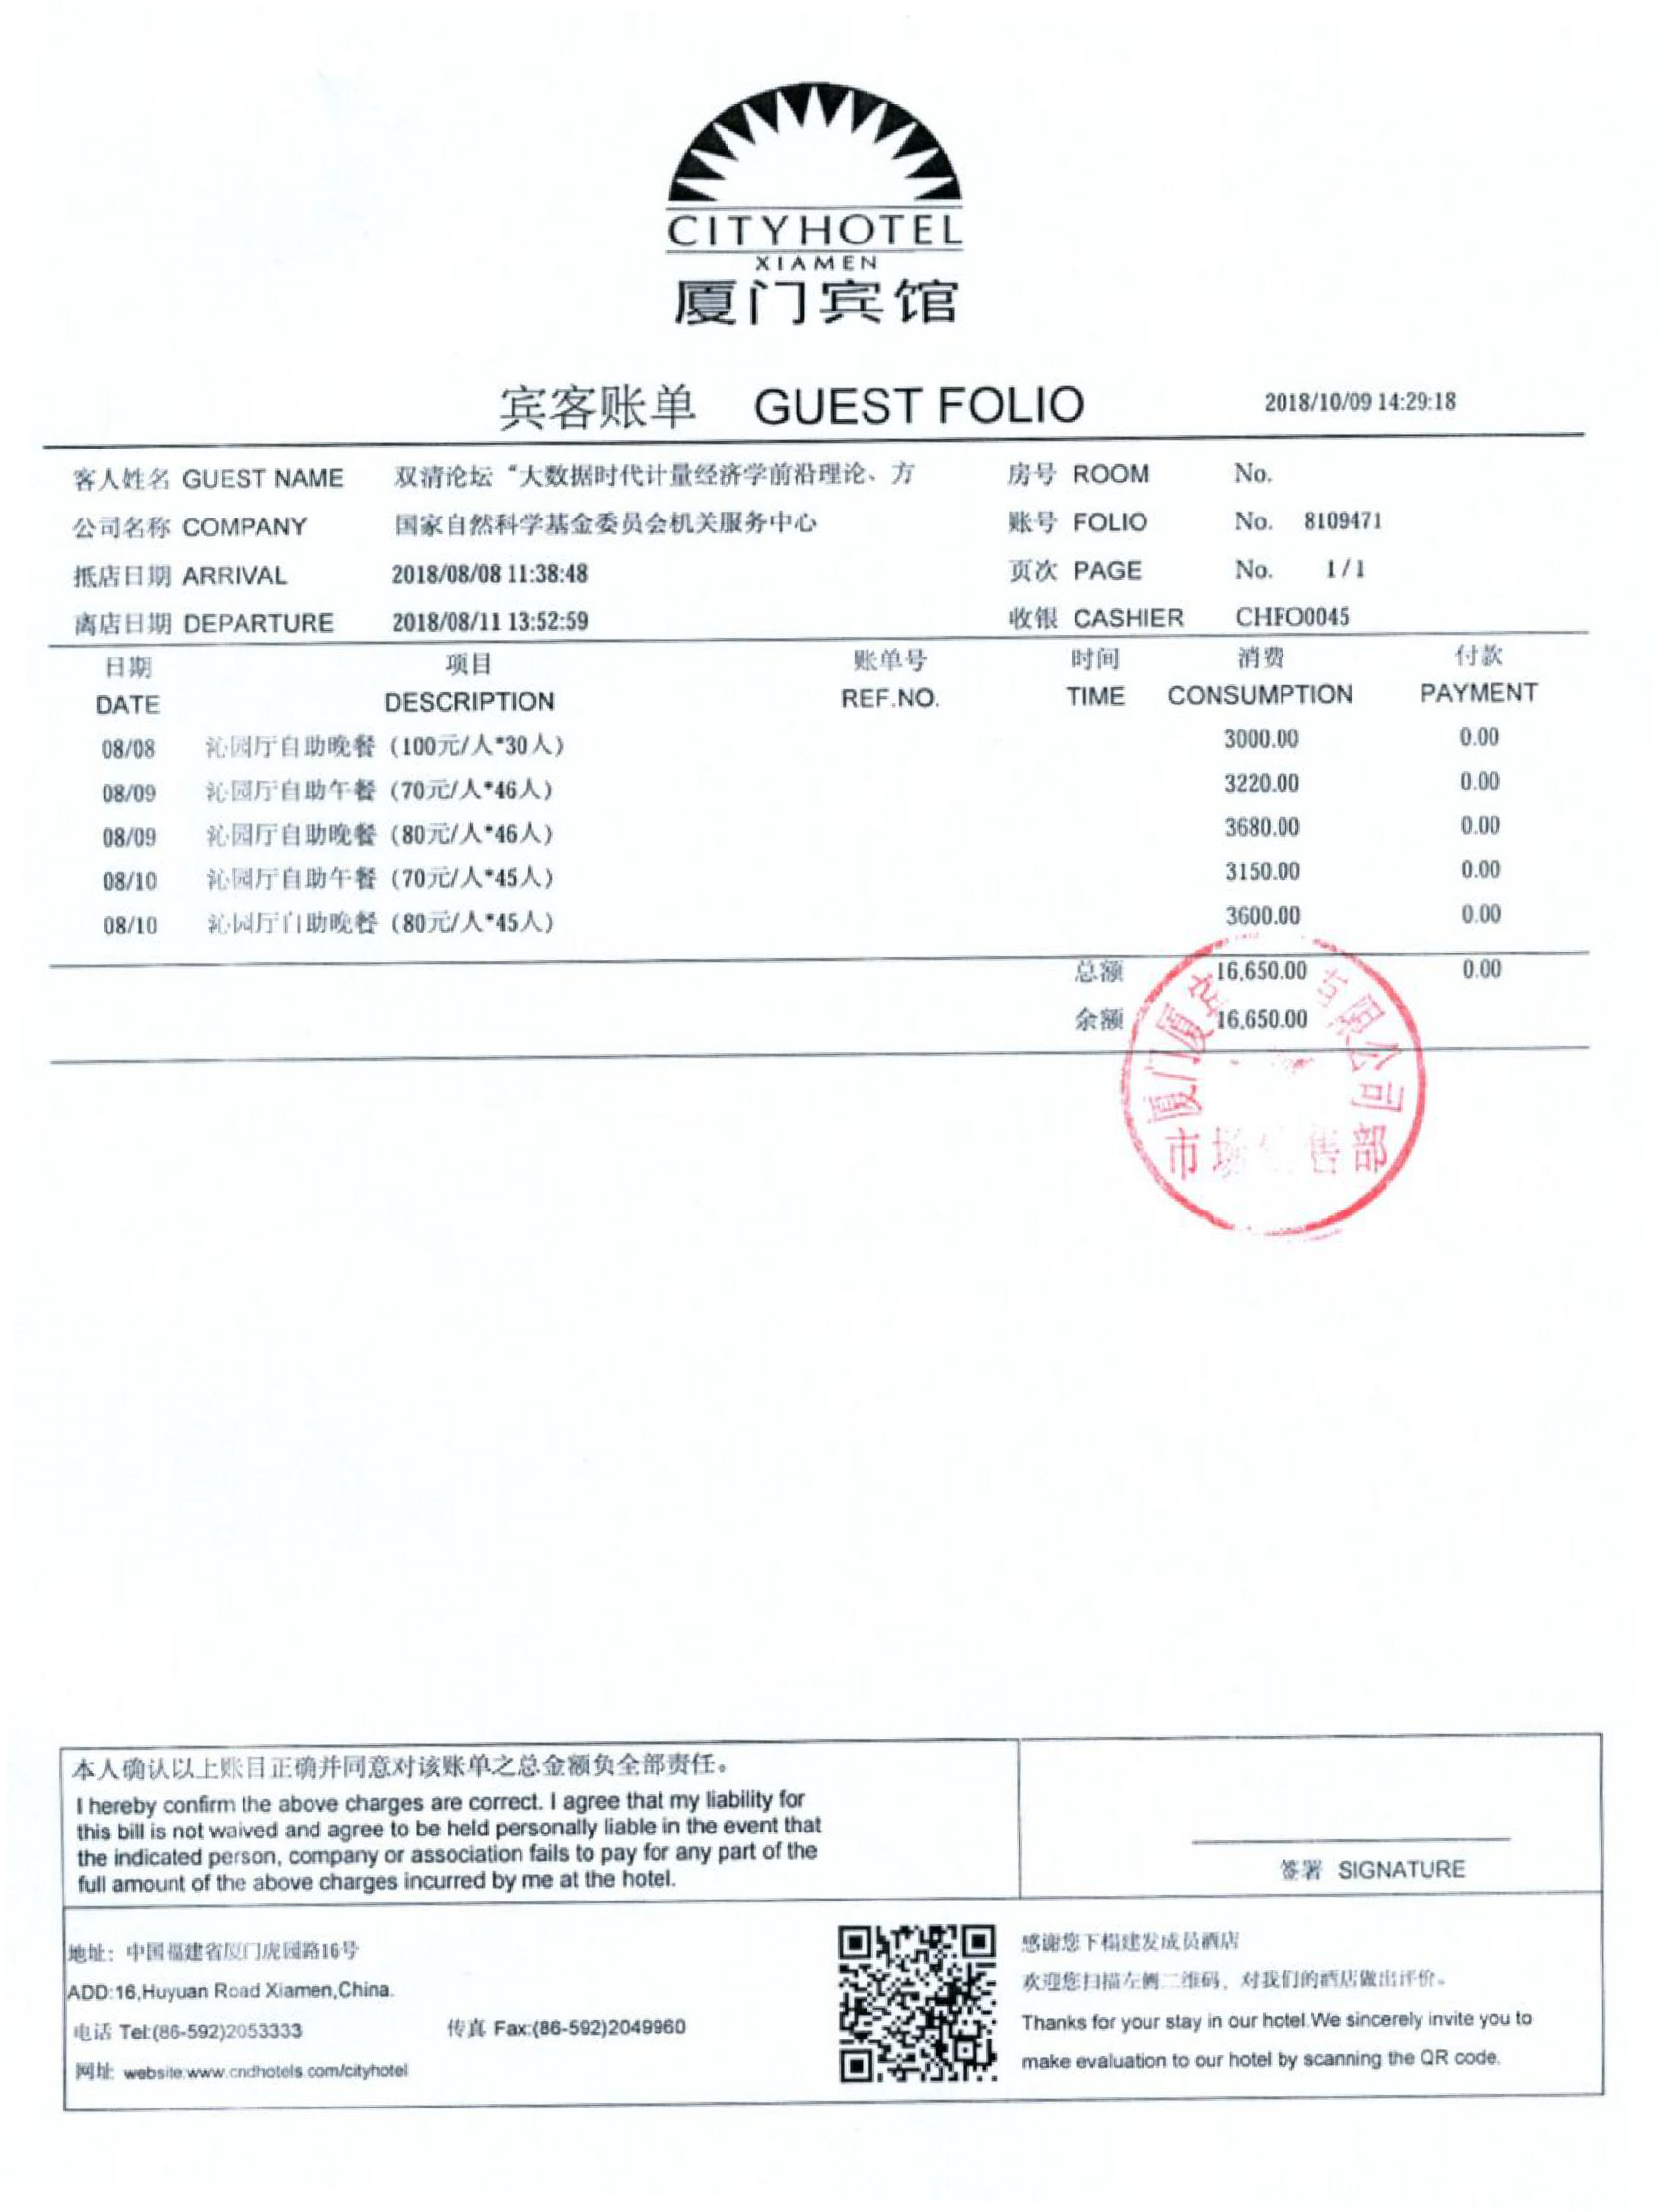 CITYHOTEL
XIAMEN
厦门宾馆
宾客账单 GUEST FOLIO 2018/10/09 14:29:18
客人姓名 GUEST NAME 双清论坛“大数据时代计量经济学前沿理论、方 房号 ROOM No.
公司名称 COMPANY 国家自然科学基金委员会机关服务中心 账号 FOLIO No. 8109471
抵店日期 ARRIVAL 2018/08/08 11:38:48 页次 PAGE No. 1/1
离店日期 DEPARTURE 2018/08/11 13:52:59 收银 CASHIER CHFO0045
日期 项目 账单号 时间 消费 付款
DATE DESCRIPTION REF.NO. TIME CONSUMPTION PAYMENT
08/08 沁园厅自助晚餐 (100元/人*30人) 3000.00 0.00
08/09 沁园厅自助午餐 (70元/人*46人) 3220.00 0.00
08/09 沁园厅自助晚餐 (80元/人*46人) 3680.00 0.00
08/10 沁园厅自助午餐 (70元/人*45人) 3150.00 0.00
08/10 沁园厅自助晚餐 (80元/人*45人) 3600.00 0.00
总额 16,650.00 0.00
余额 16,650.00
厦门厦宾 有限公司
市场 售部
本人确认以上账目正确并同意对该账单之总金额负全部责任。
I hereby confirm the above charges are correct. I agree that my liability for
this bill is not waived and agree to be held personally liable in the event that
the indicated person, company or association fails to pay for any part of the
full amount of the above charges incurred by me at the hotel.
签署 SIGNATURE
地址：中国福建省厦门虎园路16号
ADD:16,Huyuan Road Xiamen,China.
电话 Tel:(86-592)2053333 传真 Fax:(86-592)2049960
网址 website:www.cndhotels.com/cityhotel
感谢您下榻建发成员酒店
欢迎您扫描左侧二维码，对我们的酒店做出评价。
Thanks for your stay in our hotel.We sincerely invite you to
make evaluation to our hotel by scanning the QR code.